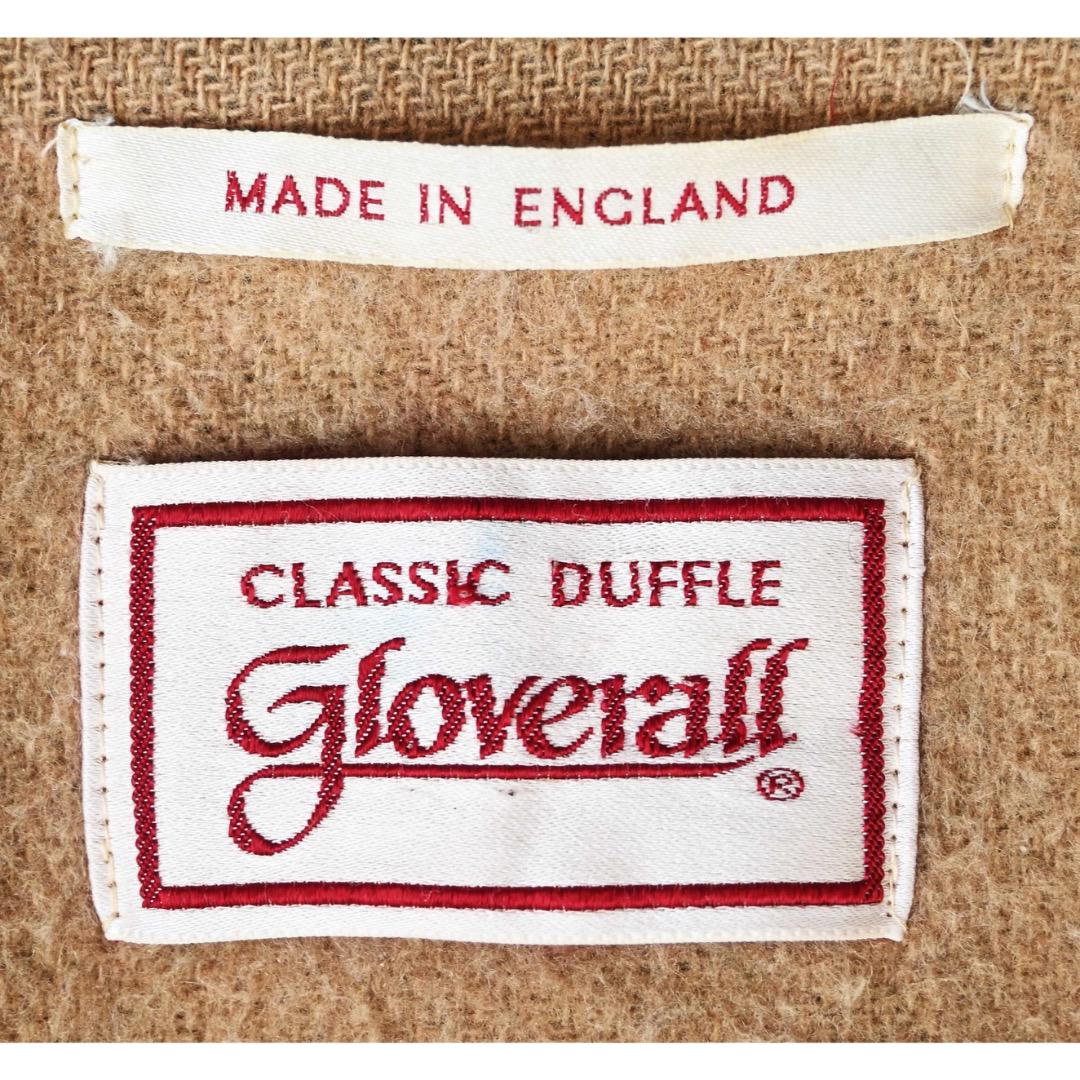 MADE IN ENGLAND
CLASSIC DUFFLE
Gloverall
®